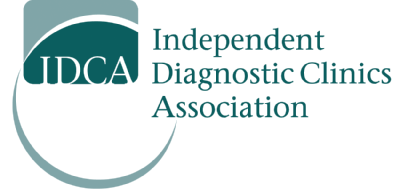 IDCA
Independent
Diagnostic Clinics
Association